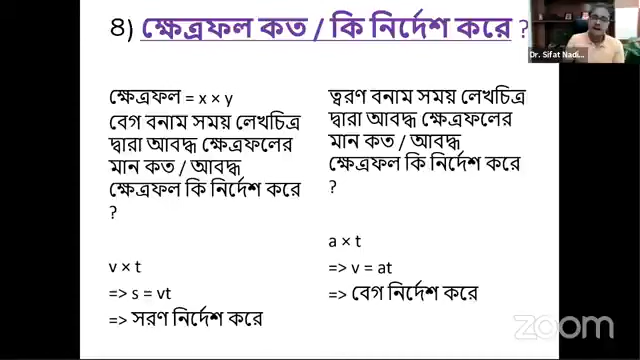 8) ক্ষেত্রফল কত / কি নির্দেশ করে ?
Dr. Sifat Nadi...
ক্ষেত্রফল = x × y
বেগ বনাম সময় লেখচিত্র
দ্বারা আবদ্ধ ক্ষেত্রফলের
মান কত / আবদ্ধ
ক্ষেত্রফল কি নির্দেশ করে
?
v × t
=> s = vt
=> সরণ নির্দেশ করে
ত্বরণ বনাম সময় লেখচিত্র
দ্বারা আবদ্ধ ক্ষেত্রফলের
মান কত / আবদ্ধ
ক্ষেত্রফল কি নির্দেশ করে
?
a × t
=> v = at
=> বেগ নির্দেশ করে
zoom